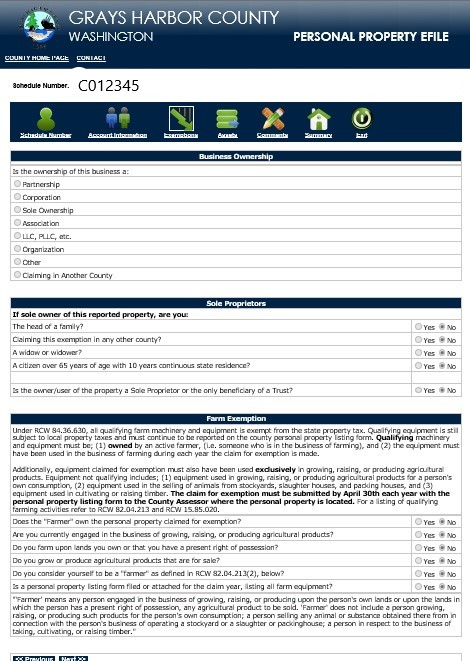 GRAYS HARBOR COUNTY
WASHINGTON
PERSONAL PROPERTY EFILE
COUNTY HOME PAGE CONTACT
Schedule Number. C012345
Schedule Number Account Information Exemptions Assets Comments Summary Exit
Business Ownership
Is the ownership of this business a:
Partnership
Corporation
Sole Ownership
Association
LLC, PLLC, etc.
Organization
Other
Claiming in Another County
Sole Proprietors
If sole owner of this reported property, are you:
The head of a family? Yes No
Claiming this exemption in any other county? Yes No
A widow or widower? Yes No
A citizen over 65 years of age with 10 years continuous state residence? Yes No
Is the owner/user of the property a Sole Proprietor or the only beneficiary of a Trust? Yes No
Farm Exemption
Under RCW 84.36.630, all qualifying farm machinery and equipment is exempt from the state property tax. Qualifying equipment is still
subject to local property taxes and must continue to be reported on the county personal property listing form. Qualifying machinery
and equipment must be; (1) owned by an active farmer, (i.e. someone who is in the business of farming), and (2) the equipment must
have been used in the business of farming during each year the claim for exemption is made.
Additionally, equipment claimed for exemption must also have been used exclusively in growing, raising, or producing agricultural
products. Equipment not qualifying includes; (1) equipment used in growing, raising, or producing agricultural products for a person's
own consumption, (2) equipment used in the selling of animals from stockyards, slaughter houses, and packing houses, and (3)
equipment used in cultivating or raising timber. The claim for exemption must be submitted by April 30th each year with the
personal property listing form to the County Assessor where the personal property is located. For a listing of qualifying
farming activities refer to RCW 82.04.213 and RCW 15.85.020.
Does the "Farmer" own the personal property claimed for exemption? Yes No
Are you currently engaged in the business of growing, raising, or producing agricultural products? Yes No
Do you farm upon lands you own or that you have a present right of possession? Yes No
Do you grow or produce agricultural products that are for sale? Yes No
Do you consider yourself to be a "farmer" as defined in RCW 82.04.213(2), below? Yes No
Is a personal property listing form filed or attached for the claim year, listing all farm equipment? Yes No
"'Farmer' means any person engaged in the business of growing, raising, or producing upon the person's own lands or upon the lands in
which the person has a present right of possession, any agricultural product to be sold. 'Farmer' does not include a person growing,
raising, or producing such products for the person's own consumption; a person selling any animal or substance obtained there from in
connection with the person's business of operating a stockyard or a slaughter or packinghouse; a person in respect to the business of
taking, cultivating, or raising timber."
<< Previous Next >>